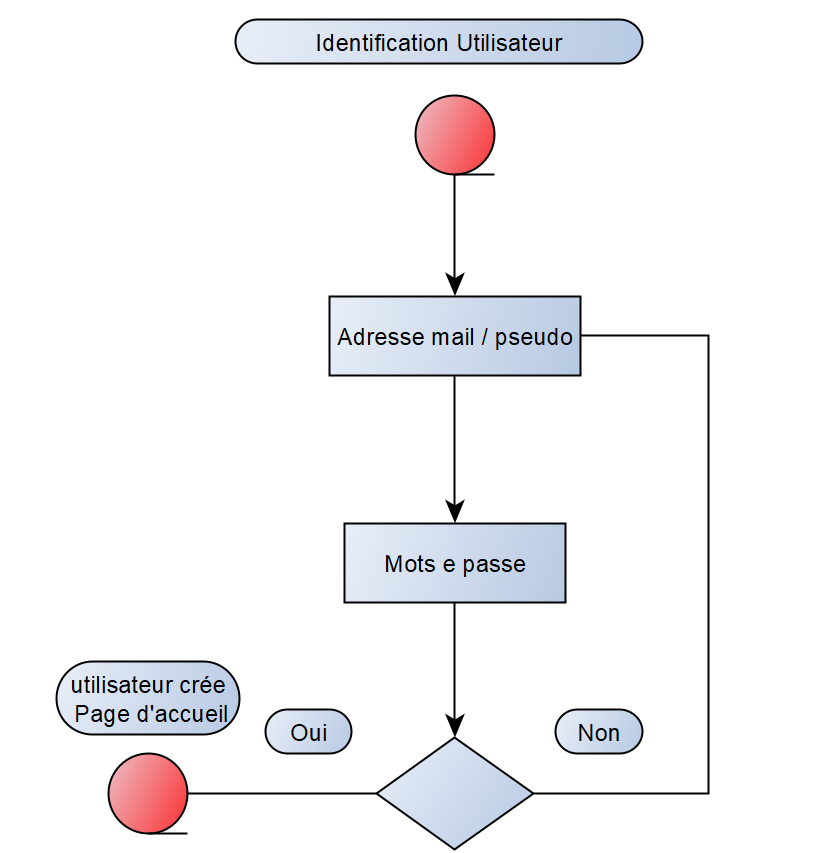 Identification Utilisateur
Adresse mail / pseudo
Mots e passe
utilisateur crée
Page d'accueil
Oui
Non